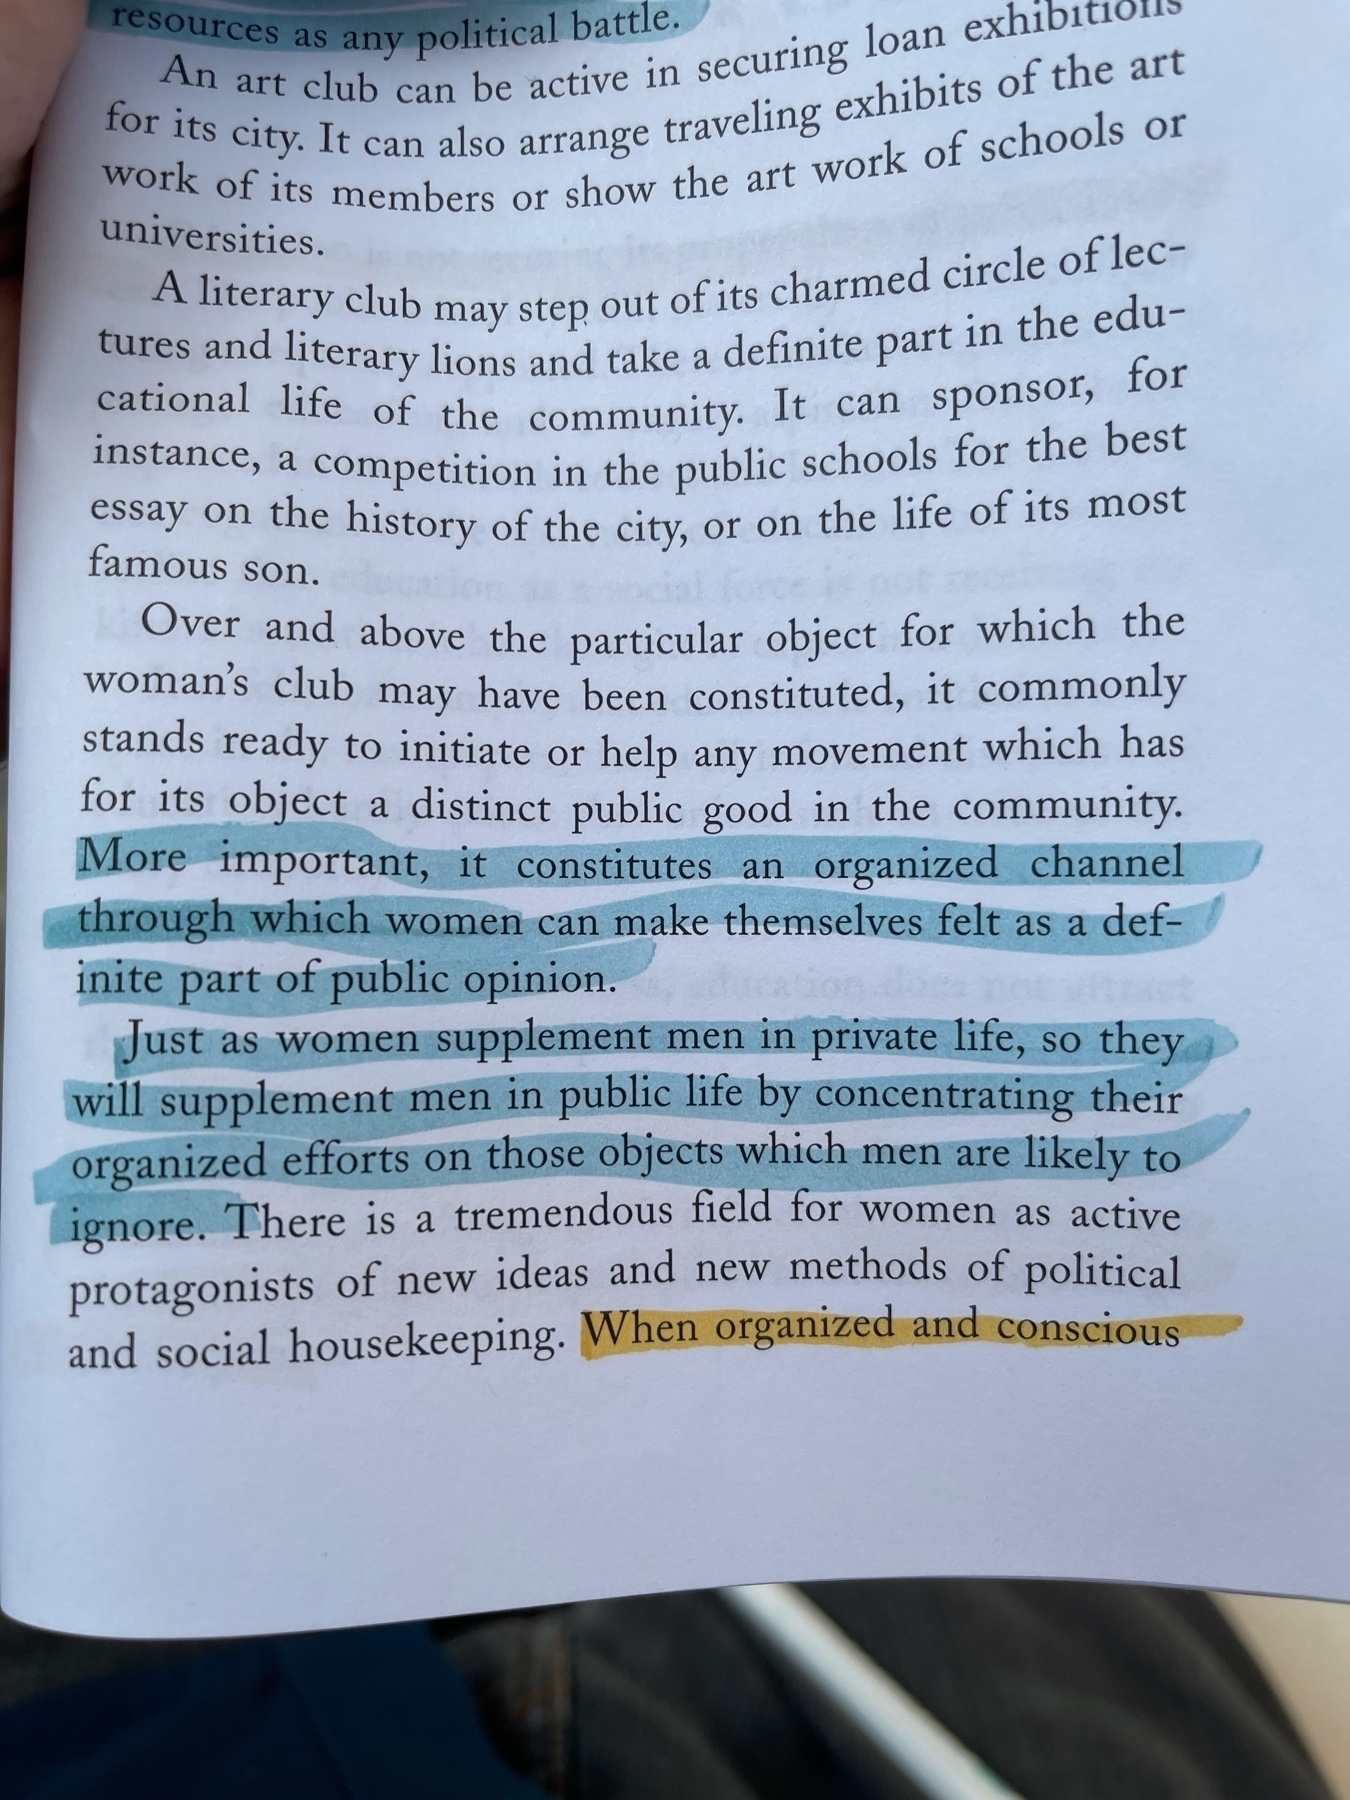 resources as any political battle.
An art club can be active in securing loan exhibitions
for its city. It can also arrange traveling exhibits of the art
work of its members or show the art work of schools or
universities.
A literary club may step out of its charmed circle of lec-
tures and literary lions and take a definite part in the edu-
cational life of the community. It can sponsor, for
instance, a competition in the public schools for the best
essay on the history of the city, or on the life of its most
famous son.
Over and above the particular object for which the
woman's club may have been constituted, it commonly
stands ready to initiate or help any movement which has
for its object a distinct public good in the community.
More important, it constitutes an organized channel
through which women can make themselves felt as a def-
inite part of public opinion.
Just as women supplement men in private life, so they
will supplement men in public life by concentrating their
organized efforts on those objects which men are likely to
ignore. There is a tremendous field for women as active
protagonists of new ideas and new methods of political
and social housekeeping. When organized and conscious